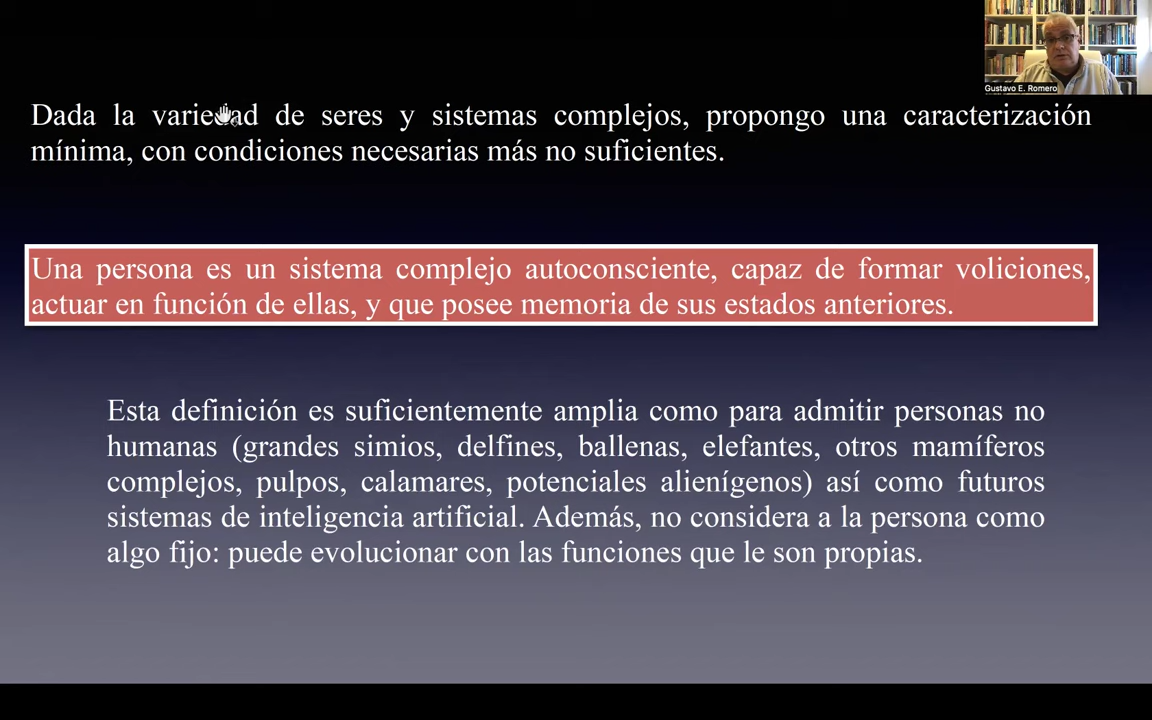 Gustavo E. Romero
Dada la variedad de seres y sistemas complejos, propongo una caracterización
mínima, con condiciones necesarias más no suficientes.
Una persona es un sistema complejo autoconsciente, capaz de formar voliciones,
actuar en función de ellas, y que posee memoria de sus estados anteriores.
Esta definición es suficientemente amplia como para admitir personas no
humanas (grandes simios, delfines, ballenas, elefantes, otros mamíferos
complejos, pulpos, calamares, potenciales alienígenos) así como futuros
sistemas de inteligencia artificial. Además, no considera a la persona como
algo fijo: puede evolucionar con las funciones que le son propias.